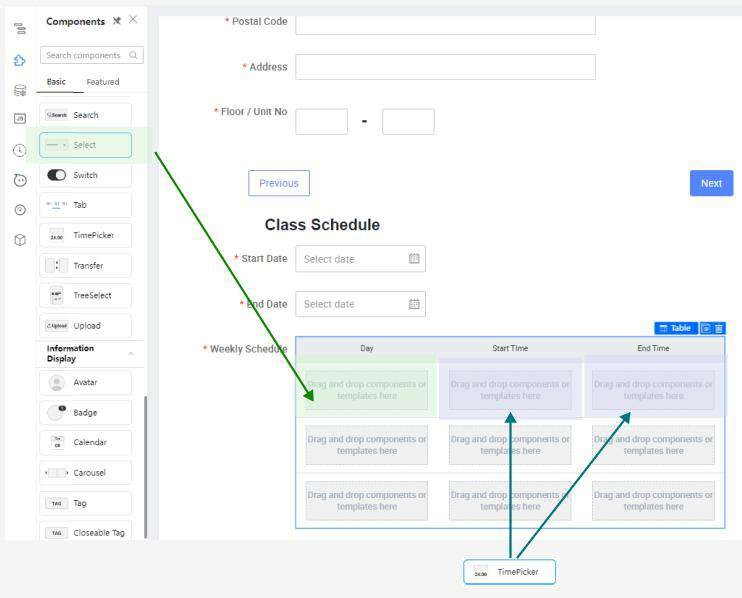 Components
Search components
Basic
Featured
Search
Search
Select
Switch
Tab
24:00
TimePicker
Transfer
TreeSelect
Upload
Upload
Information
Display
Avatar
Badge
Calendar
Carousel
TAG
Tag
TAG
Closeable Tag
JS
* Postal Code
* Address
* Floor / Unit No
-
Previous
Next
Class Schedule
* Start Date
Select date
* End Date
Select date
Table
* Weekly Schedule
Day
Start TIme
End Time
Drag and drop components or
templates here
Drag and drop components or
templates here
Drag and drop components or
templates here
Drag and drop components or
templates here
Drag and drop components or
templates here
Drag and drop components or
templates here
Drag and drop components or
templates here
Drag and drop components or
templates here
Drag and drop components or
templates here
24:00
TimePicker